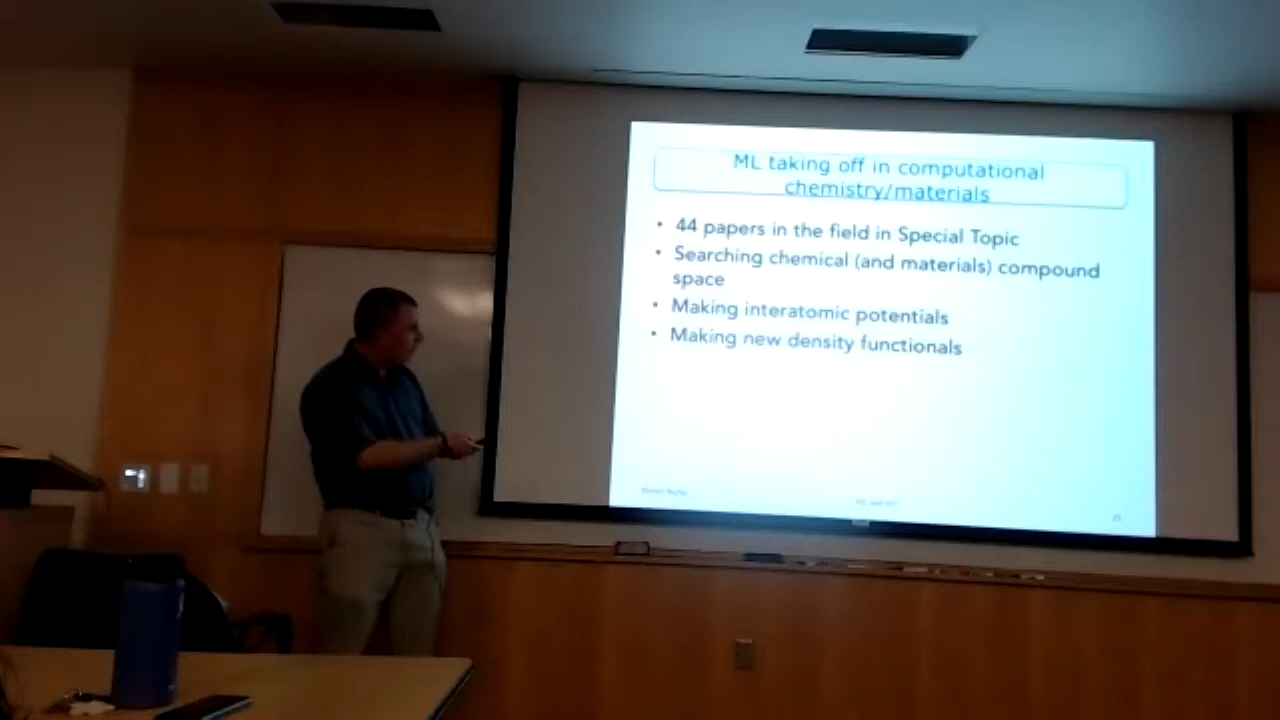 ML taking off in computational
chemistry/materials
• 44 papers in the field in Special Topic
• Searching chemical (and materials) compound
space
• Making interatomic potentials
• Making new density functionals